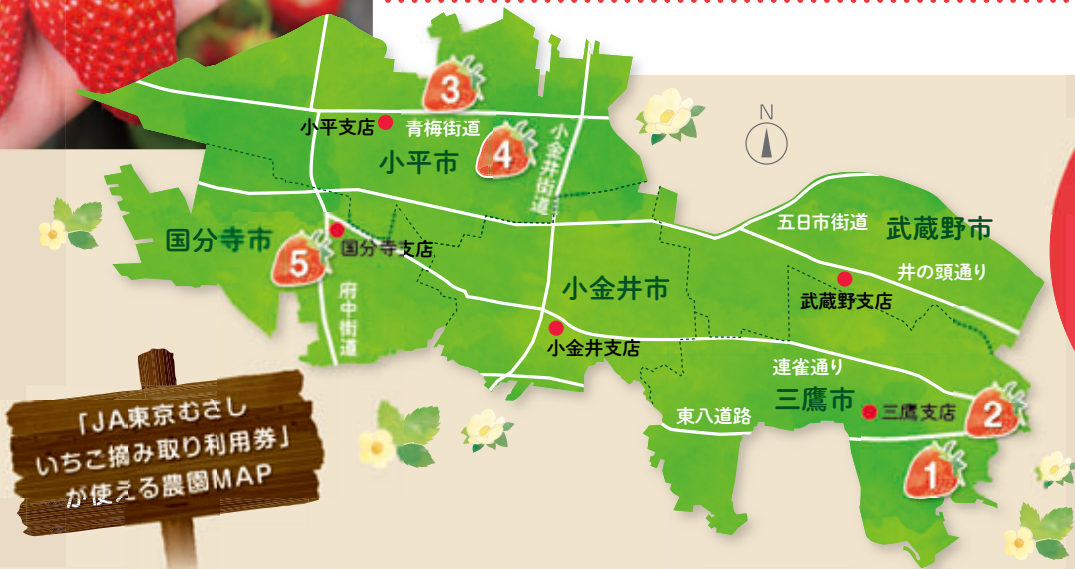 3
小平支店
青梅街道
小金井街道
4
小平市
N
五日市街道
武蔵野市
国分寺市
国分寺支店
5
井の頭通り
小金井市
武蔵野支店
府中街道
小金井支店
連雀通り
三鷹市
三鷹支店
2
東八道路
1
「JA東京むさし
いちご摘み取り利用券」
が使える農園MAP